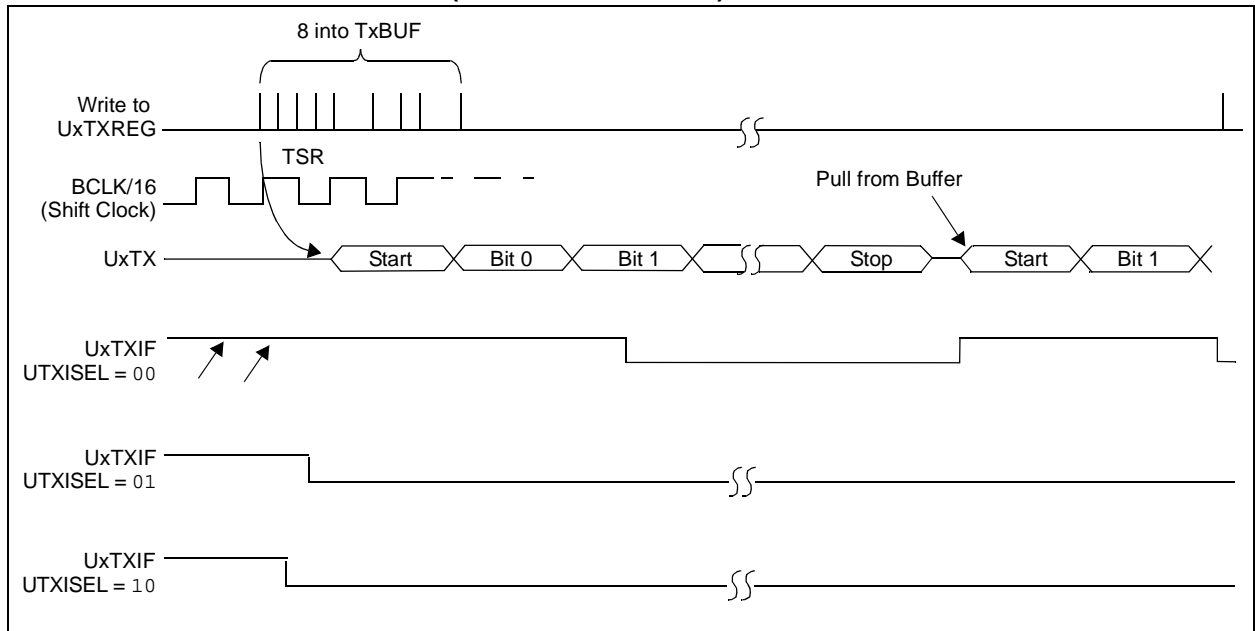 8 into TxBUF
Write to
UxTXREG
TSR
BCLK/16
(Shift Clock)
Pull from Buffer
UxTX
Start
Bit 0
Bit 1
Stop
Start
Bit 1
UxTXIF
UTXISEL = 00
UxTXIF
UTXISEL = 01
UxTXIF
UTXISEL = 10